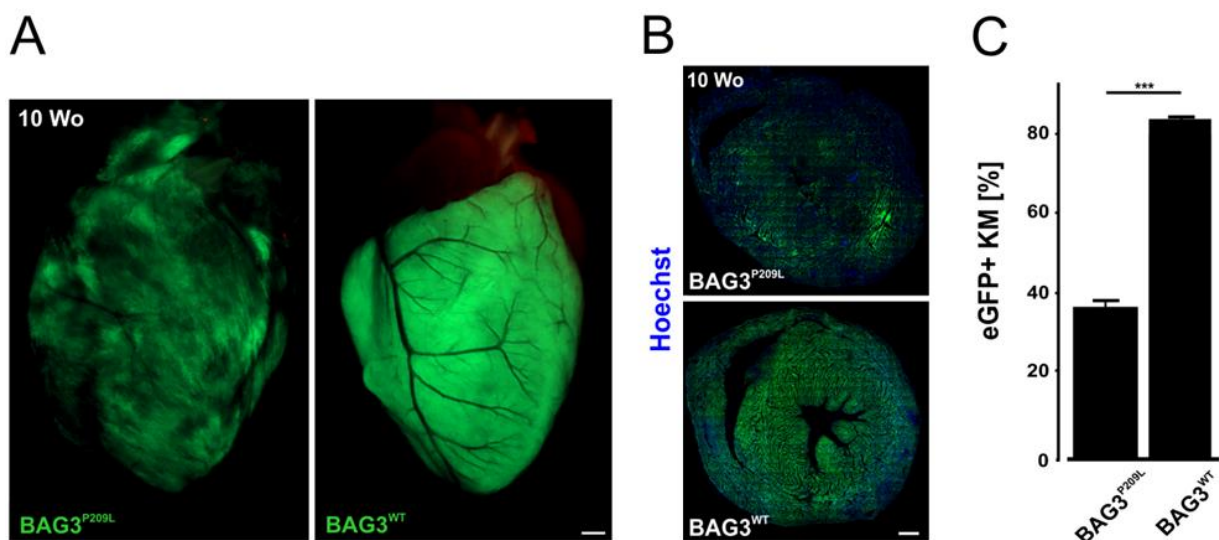 A
10 Wo
BAG3P209L
BAG3WT
B
Hoechst
10 Wo
BAG3P209L
BAG3WT
C
eGFP+ KM [%]
***
80
60
40
20
0
BAG3P209L
BAG3WT